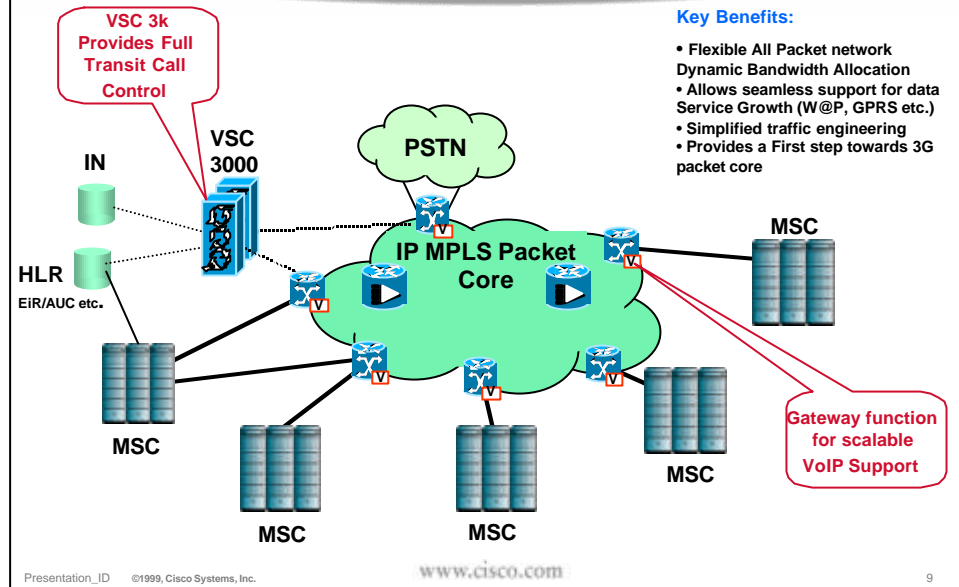 VSC 3k
Provides Full
Transit Call
Control
Key Benefits:
• Flexible All Packet network
Dynamic Bandwidth Allocation
• Allows seamless support for data
Service Growth (W@P, GPRS etc.)
• Simplified traffic engineering
• Provides a First step towards 3G
packet core
VSC
3000
PSTN
IN
MSC
V
IP MPLS Packet
Core
V
HLR
EiR/AUC etc.
V
V
V
V
MSC
MSC
MSC
MSC
Gateway function
for scalable
VoIP Support
Presentation_ID ©1999, Cisco Systems, Inc.
www.cisco.com
9